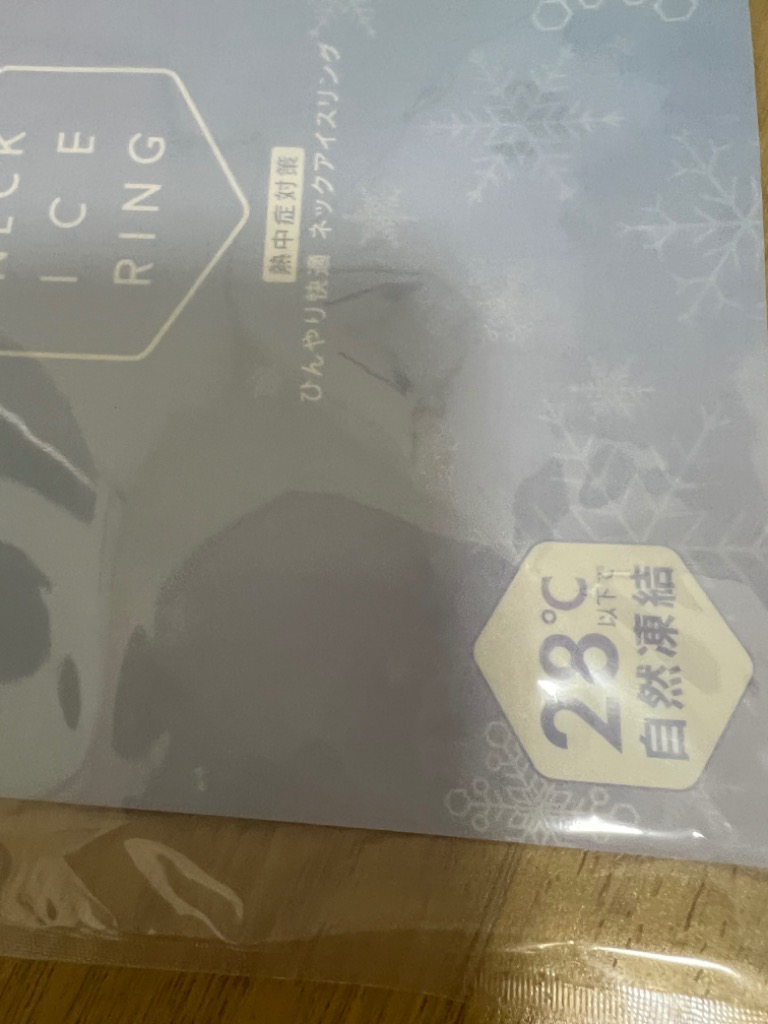 ICE
RING
熱中症対策
ひんやり快適 ネックアイスリング
28℃
以下で
自然凍結